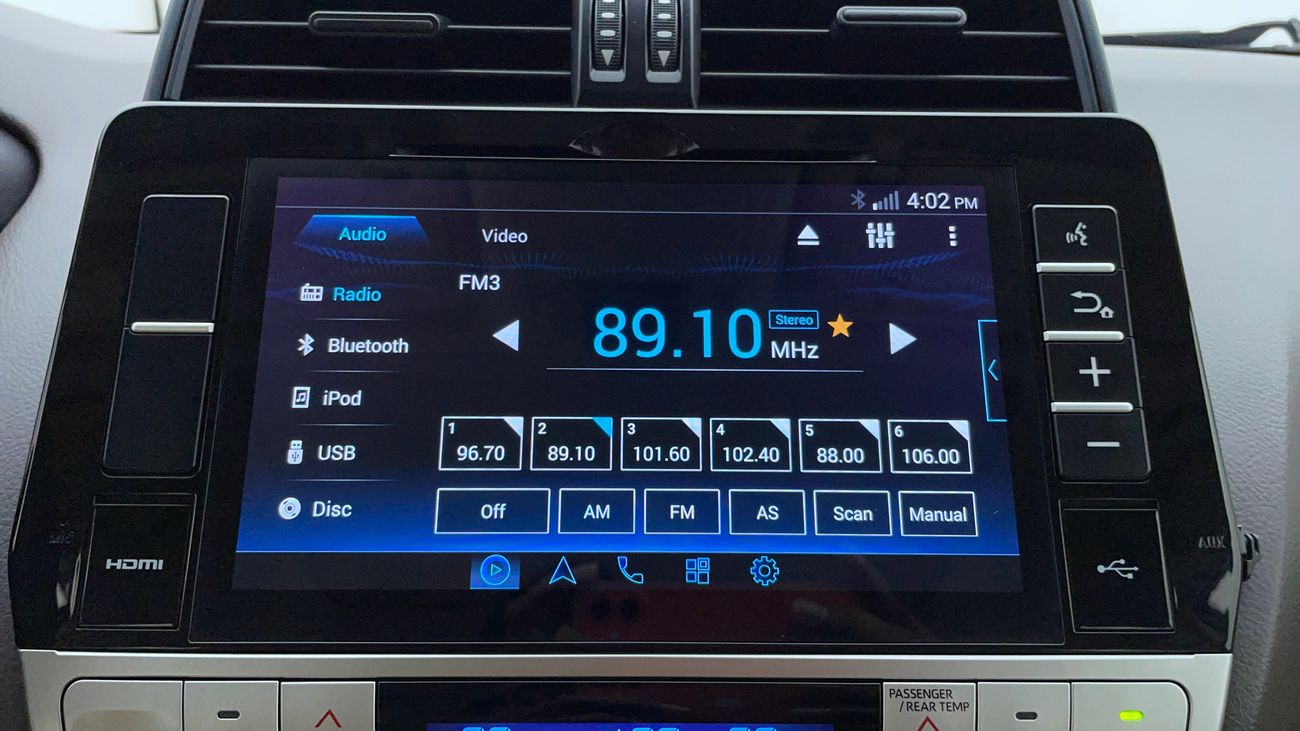 4:02 PM
Audio
Video
FM3
Radio
Bluetooth
iPod
USB
Disc
89.10 MHz
Stereo
1 96.70
2 89.10
3 101.60
4 102.40
5 88.00
6 106.00
Off
AM
FM
AS
Scan
Manual
MIC
HDMI
AUX
PASSENGER
/REAR TEMP